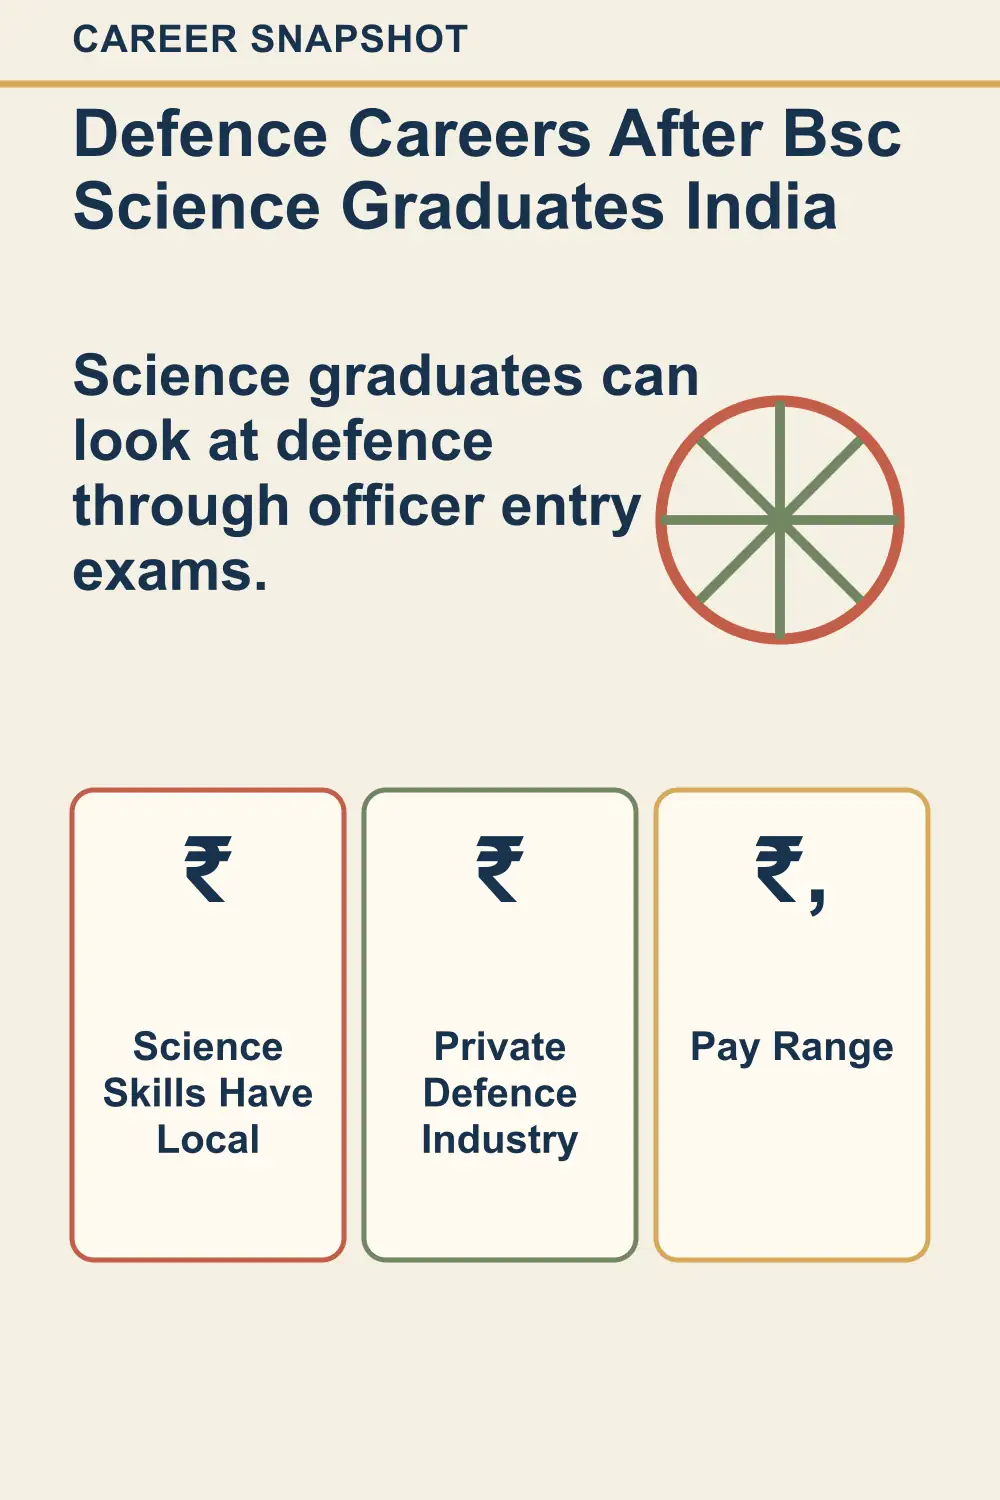 CAREER SNAPSHOT
Defence Careers After Bsc
Science Graduates India
Science graduates can
look at defence
through officer entry
exams.
₹
Science
Skills Have
Local
₹
Private
Defence
Industry
₹,
Pay Range